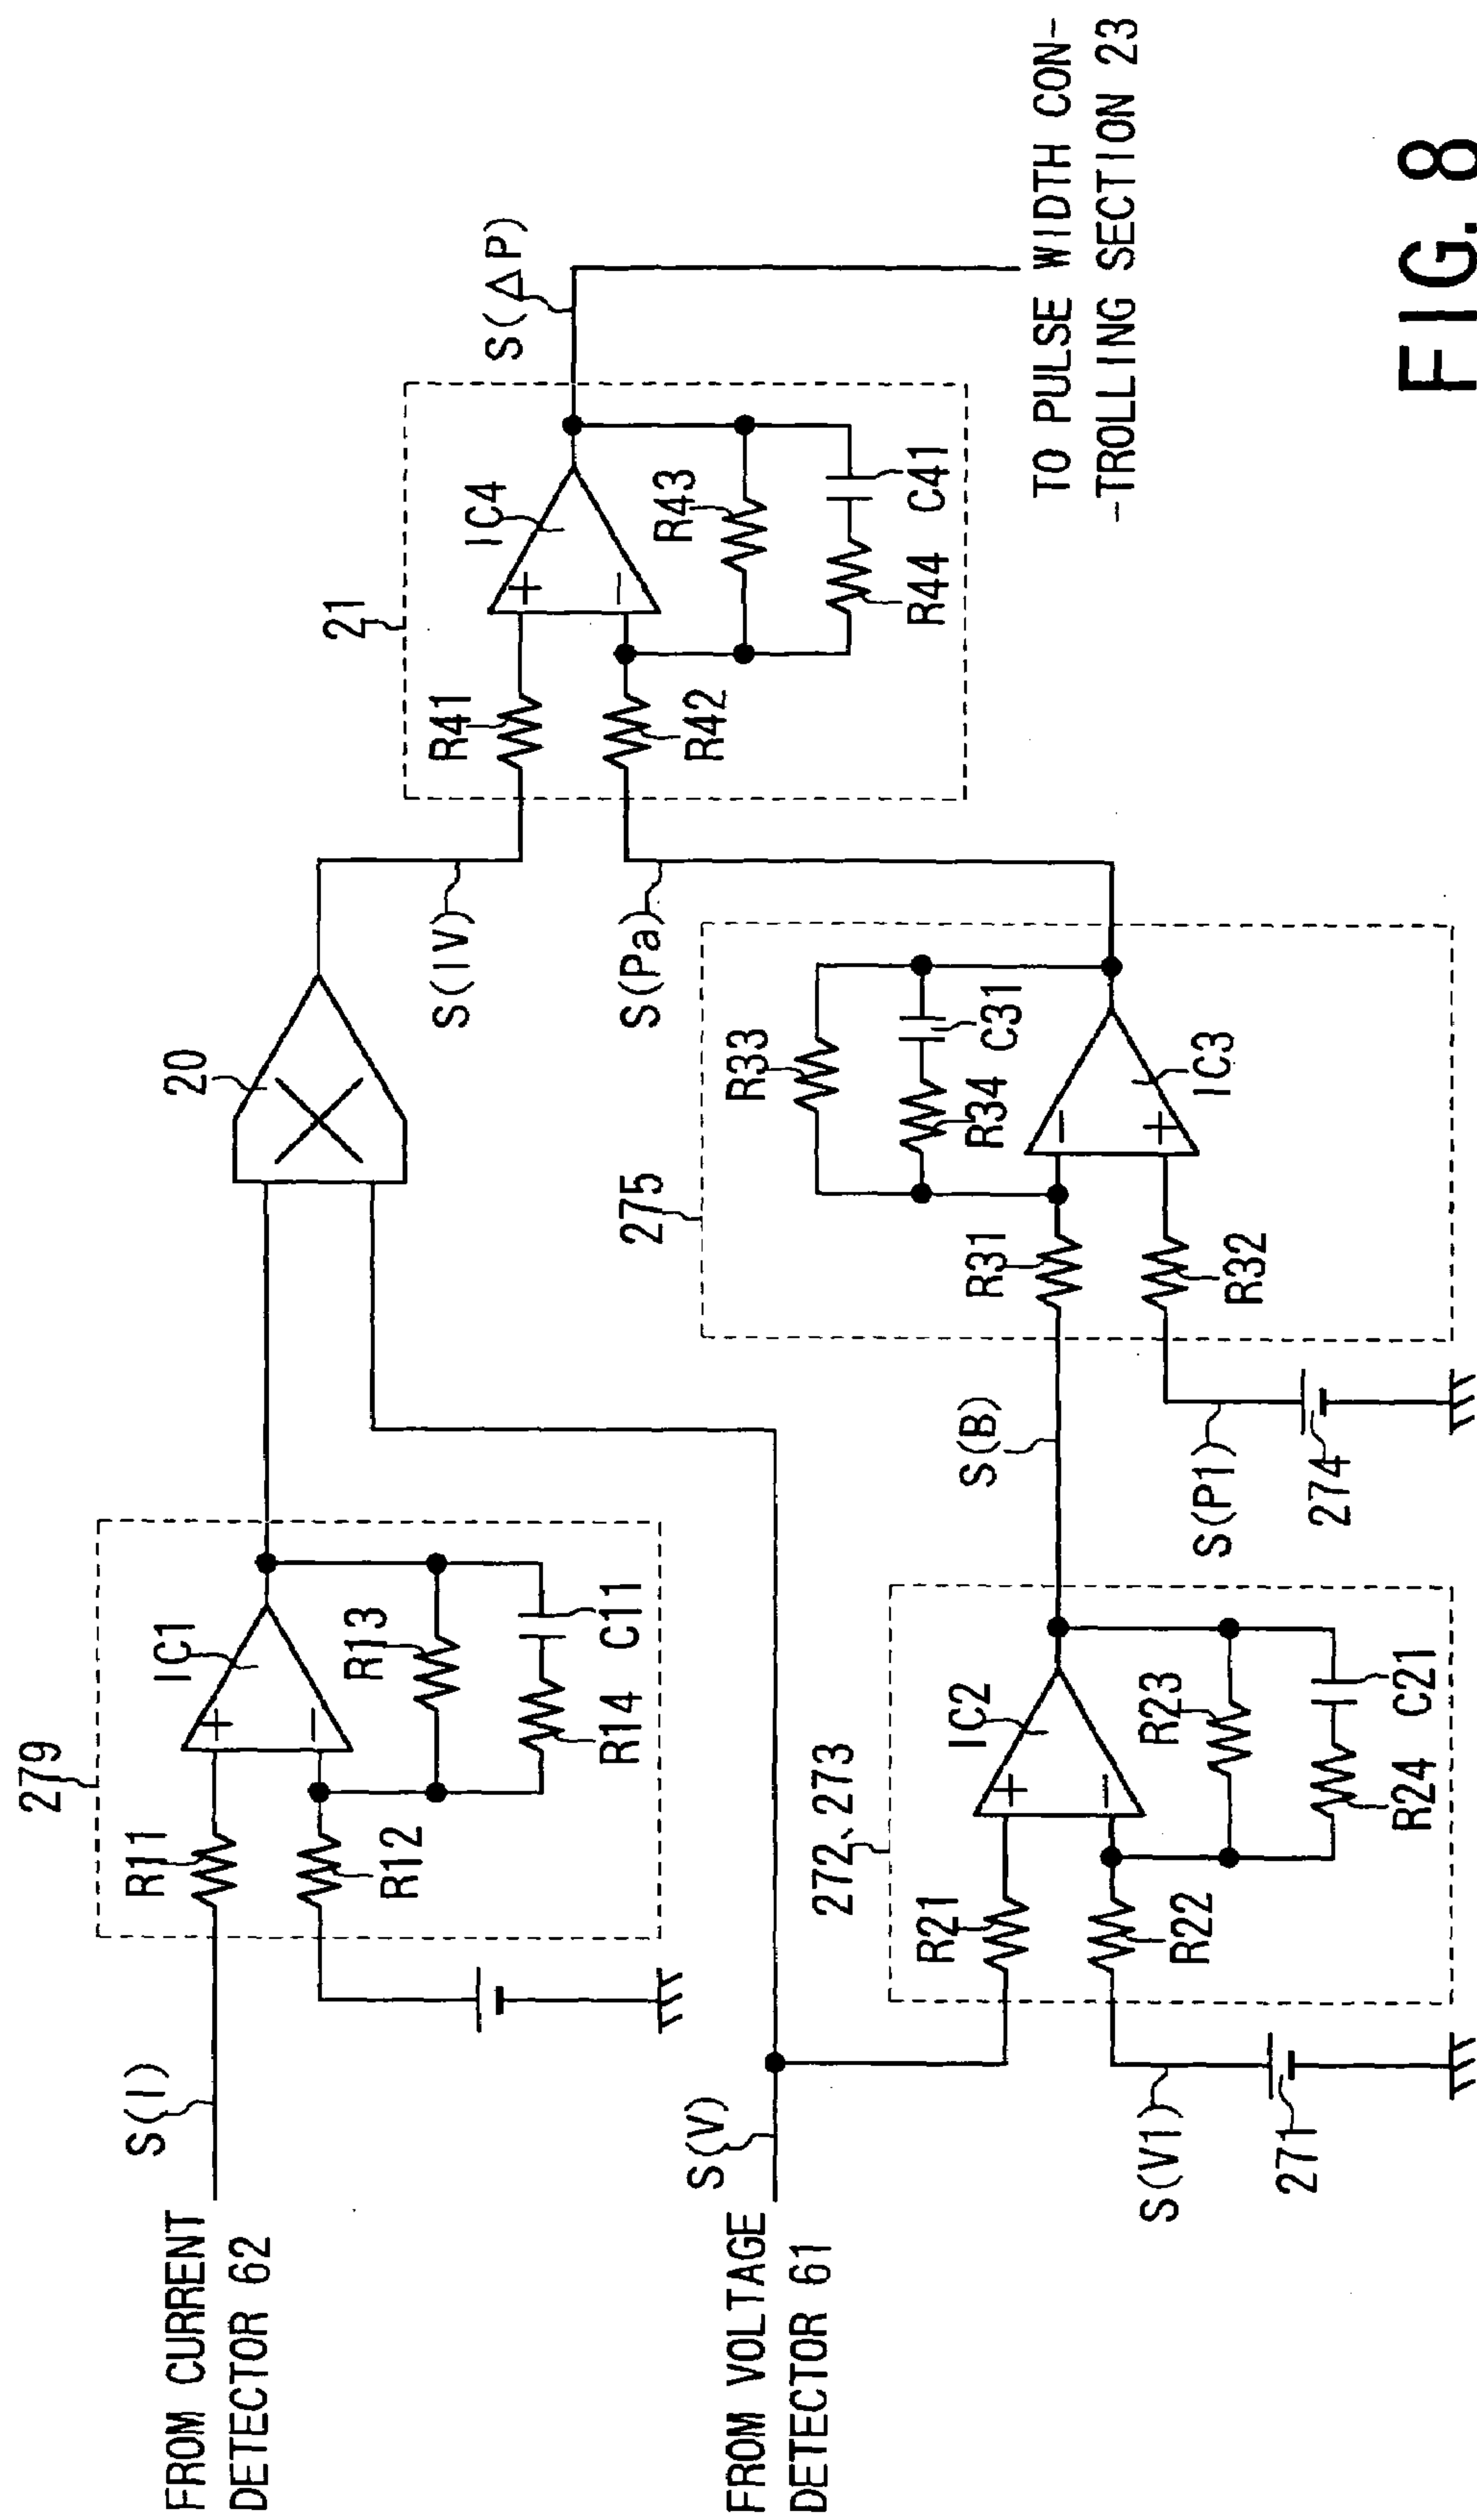 FROM CURRENT
DETECTOR 62
S(I)
279
R11
R12
IC1
R13
R14
C11
20
S(IV)
21
R41
R42
IC4
R43
R44
C41
S(△P)
TO PULSE WIDTH CON-
-TROLLING SECTION 23
FROM VOLTAGE
DETECTOR 61
S(V)
S(V1)
271
272、273
R21
R22
IC2
R23
R24
C21
S(B)
S(P1)
274
275
R31
R32
R33
R34
C31
IC3
S(Pa)
FIG. 8